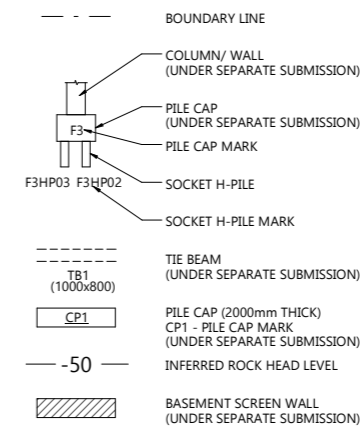 BOUNDARY LINE
COLUMN/ WALL
(UNDER SEPARATE SUBMISSION)
PILE CAP
(UNDER SEPARATE SUBMISSION)
F3
PILE CAP MARK
F3HP03 F3HP02
SOCKET H-PILE
SOCKET H-PILE MARK
TIE BEAM
(UNDER SEPARATE SUBMISSION)
TB1
(1000x800)
CP1
PILE CAP (2000mm THICK)
CP1 - PILE CAP MARK
(UNDER SEPARATE SUBMISSION)
-50
INFERRED ROCK HEAD LEVEL
BASEMENT SCREEN WALL
(UNDER SEPARATE SUBMISSION)